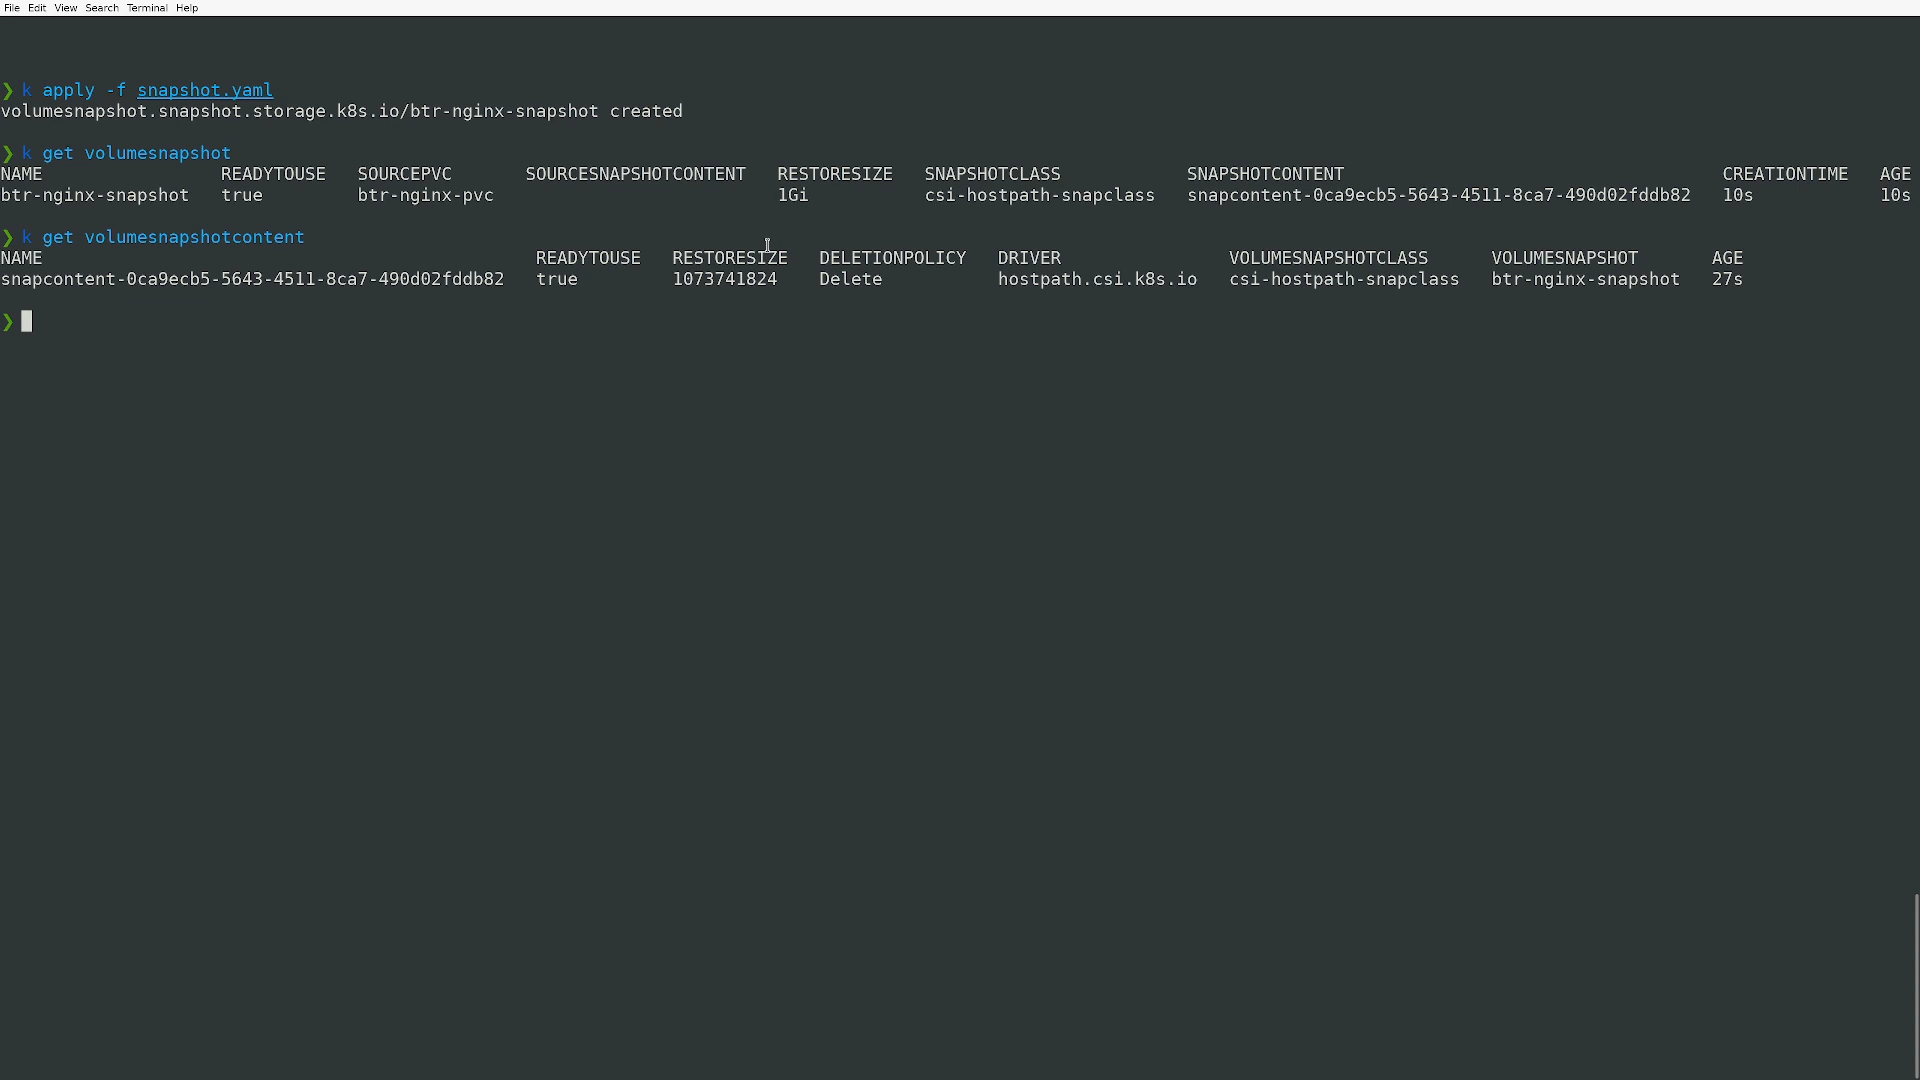 File Edit View Search Terminal Help
❯ k apply -f snapshot.yaml
volumesnapshot.snapshot.storage.k8s.io/btr-nginx-snapshot created
❯ k get volumesnapshot
NAME READYTOUSE SOURCEPVC SOURCESNAPSHOTCONTENT RESTORESIZE SNAPSHOTCLASS SNAPSHOTCONTENT CREATIONTIME AGE
btr-nginx-snapshot true btr-nginx-pvc 1Gi csi-hostpath-snapclass snapcontent-0ca9ecb5-5643-4511-8ca7-490d02fddb82 10s 10s
❯ k get volumesnapshotcontent
NAME READYTOUSE RESTORESIZE DELETIONPOLICY DRIVER VOLUMESNAPSHOTCLASS VOLUMESNAPSHOT AGE
snapcontent-0ca9ecb5-5643-4511-8ca7-490d02fddb82 true 1073741824 Delete hostpath.csi.k8s.io csi-hostpath-snapclass btr-nginx-snapshot 27s
❯